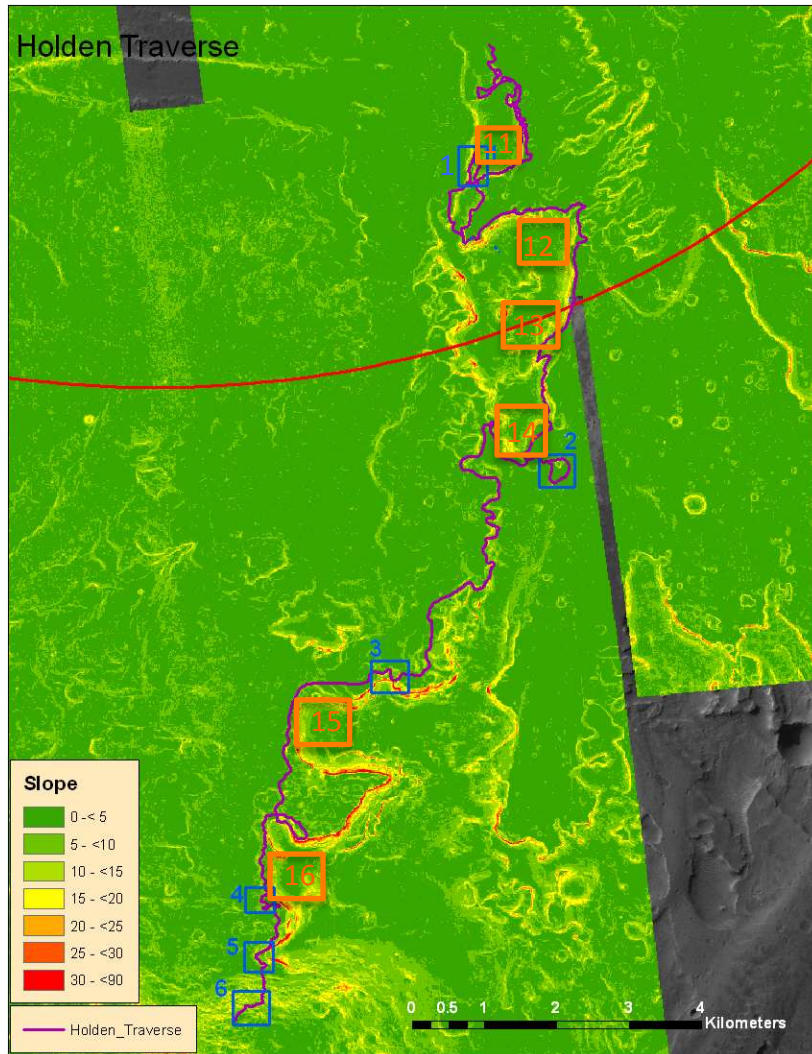 Holden Traverse
11
1
12
13
14
2
3
15
16
4
5
6
Slope
0 -< 5
5 - <10
10 - <15
15 - <20
20 - <25
25 - <30
30 - <90
Holden_Traverse
0 0.5 1 2 3 4
Kilometers